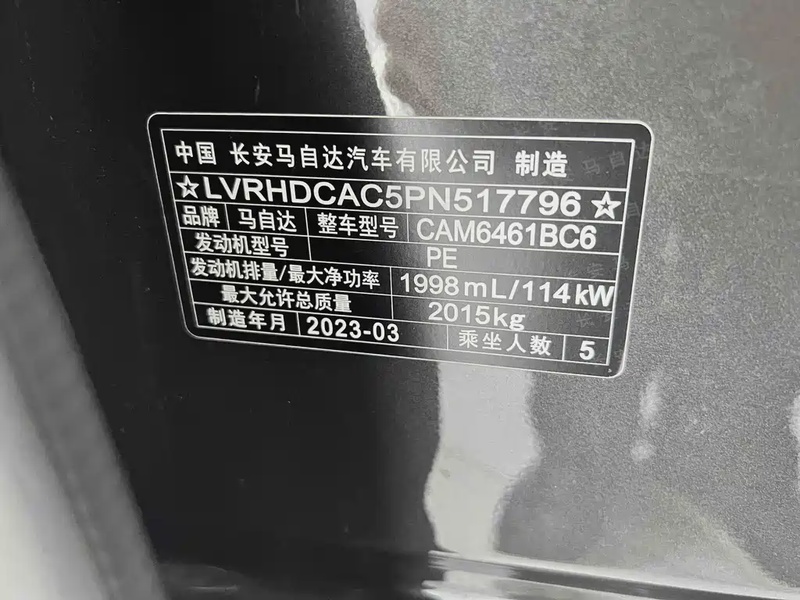 中国 长安马自达汽车有限公司 制造
☆LVRHDCAC5PN517796☆
品牌 马自达 整车型号 CAM6461BC6
发动机型号 PE
发动机排量/最大净功率 1998mL/114kW
最大允许总质量 2015kg
制造年月 2023-03 乘坐人数 5